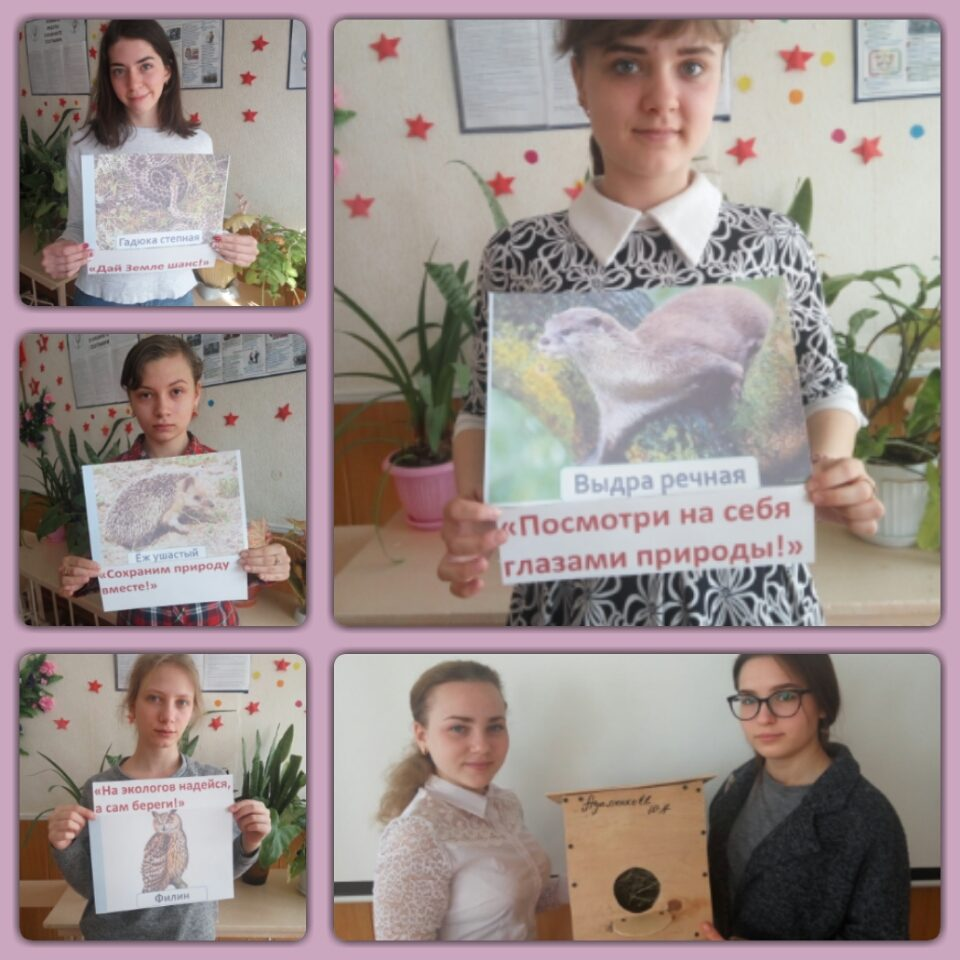 Гадюка степная
«Дай Земле шанс!»
Выдра речная
«Посмотри на себя
глазами природы!»
Ёж ушастый
«Сохраним природу
вместе!»
«На экологов надейся,
а сам береги!»
Филин